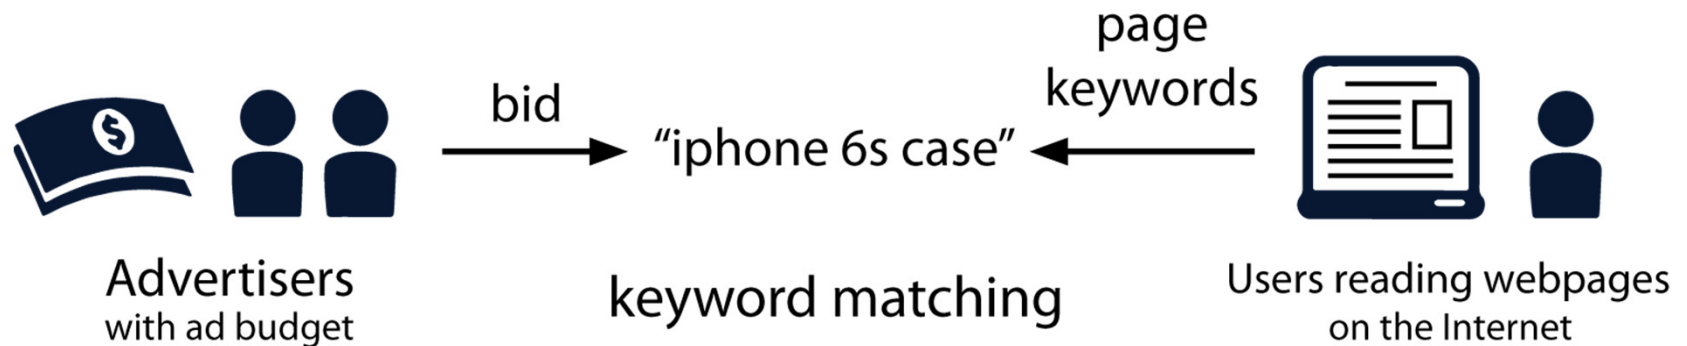 bid
"iphone 6s case"
page
keywords
Advertisers
with ad budget
keyword matching
Users reading webpages
on the Internet